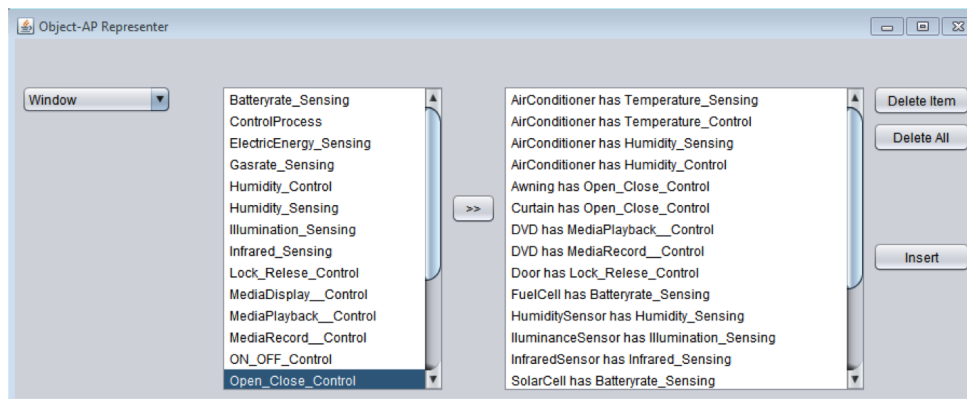 Object-AP Representer
Window
Batteryrate_Sensing
ControlProcess
ElectricEnergy_Sensing
Gasrate_Sensing
Humidity_Control
Humidity_Sensing
Illumination_Sensing
Infrared_Sensing
Lock_Relese_Control
MediaDisplay__Control
MediaPlayback__Control
MediaRecord__Control
ON_OFF_Control
Open_Close_Control
>>
AirConditioner has Temperature_Sensing
AirConditioner has Temperature_Control
AirConditioner has Humidity_Sensing
AirConditioner has Humidity_Control
Awning has Open_Close_Control
Curtain has Open_Close_Control
DVD has MediaPlayback__Control
DVD has MediaRecord__Control
Door has Lock_Relese_Control
FuelCell has Batteryrate_Sensing
HumiditySensor has Humidity_Sensing
IluminanceSensor has Illumination_Sensing
InfraredSensor has Infrared_Sensing
SolarCell has Batteryrate_Sensing
Delete Item
Delete All
Insert